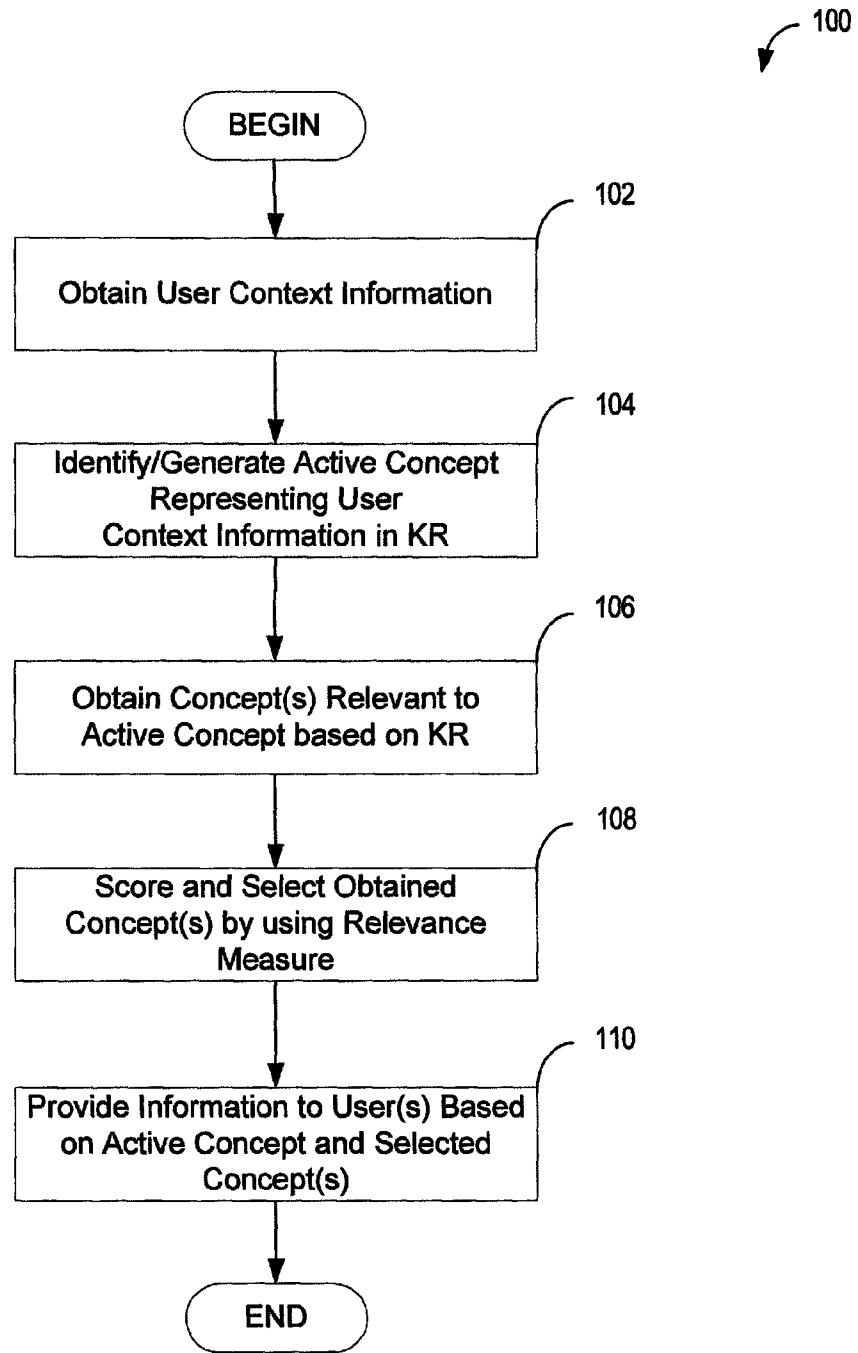 100
BEGIN
102
Obtain User Context Information
104
Identify/Generate Active Concept
Representing User
Context Information in KR
106
Obtain Concept(s) Relevant to
Active Concept based on KR
108
Score and Select Obtained
Concept(s) by using Relevance
Measure
110
Provide Information to User(s) Based
on Active Concept and Selected
Concept(s)
END